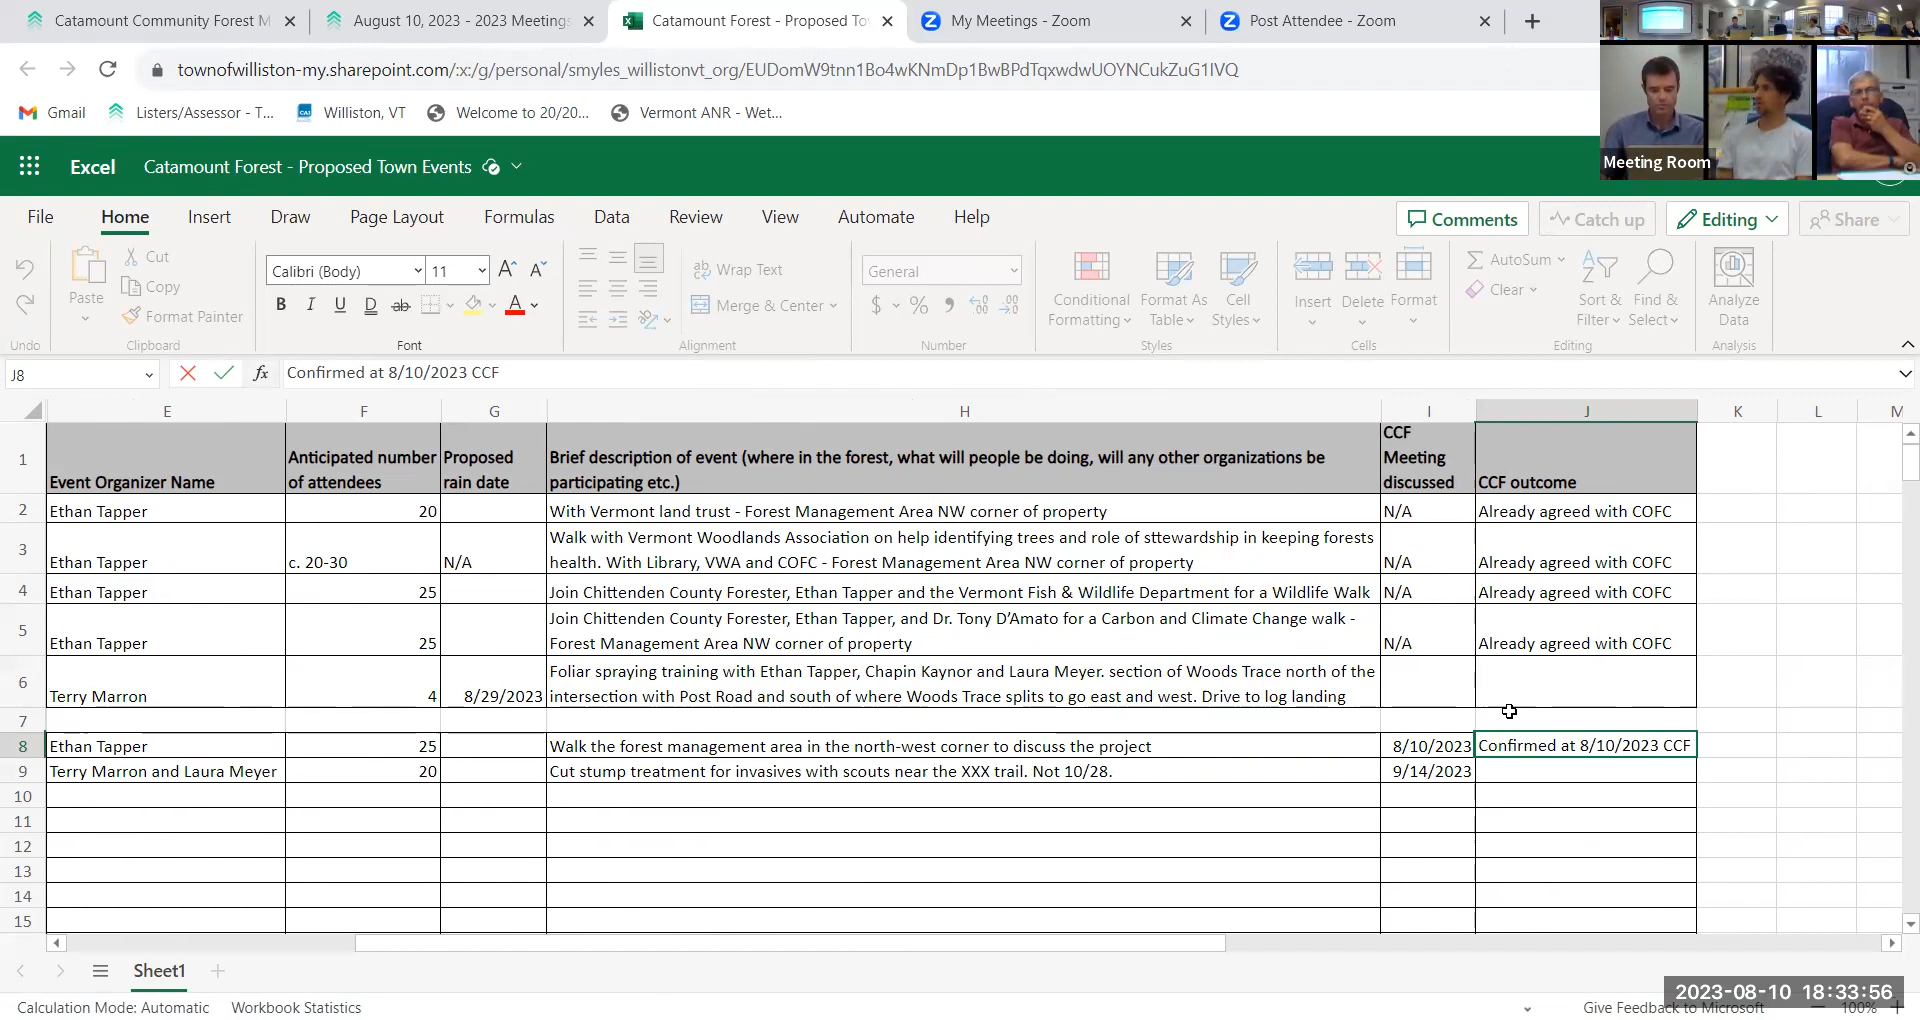 Catamount Community Forest M
August 10, 2023 - 2023 Meetings
Catamount Forest - Proposed To
My Meetings - Zoom
Post Attendee - Zoom
townofwilliston-my.sharepoint.com/:x:/g/personal/smyles_willistonvt_org/EUDomW9tnn1Bo4wKNmDp1BwBPdTqxwdwUOYNCukZuG1IVQ
Gmail
Listers/Assessor - T...
Williston, VT
Welcome to 20/20...
Vermont ANR - Wet...
Meeting Room
Excel
Catamount Forest - Proposed Town Events
File
Home
Insert
Draw
Page Layout
Formulas
Data
Review
View
Automate
Help
Comments
Catch up
Editing
Share
Paste
Cut
Copy
Format Painter
Calibri (Body)
11
Wrap Text
Merge & Center
General
Conditional Formatting
Format As Table
Cell Styles
Insert
Delete
Format
AutoSum
Clear
Sort & Filter
Find & Select
Analyze Data
Undo
Clipboard
Font
Alignment
Number
Styles
Cells
Editing
Analysis
J8
fx
Confirmed at 8/10/2023 CCF
E F G H I J K L M
1 Event Organizer Name | Anticipated number of attendees | Proposed rain date | Brief description of event (where in the forest, what will people be doing, will any other organizations be participating etc.) | CCF Meeting discussed | CCF outcome
2 Ethan Tapper 20 With Vermont land trust - Forest Management Area NW corner of property N/A Already agreed with COFC
3 Ethan Tapper c. 20-30 N/A Walk with Vermont Woodlands Association on help identifying trees and role of sttewardship in keeping forests health. With Library, VWA and COFC - Forest Management Area NW corner of property N/A Already agreed with COFC
4 Ethan Tapper 25 Join Chittenden County Forester, Ethan Tapper and the Vermont Fish & Wildlife Department for a Wildlife Walk N/A Already agreed with COFC
5 Ethan Tapper 25 Join Chittenden County Forester, Ethan Tapper, and Dr. Tony D'Amato for a Carbon and Climate Change walk - Forest Management Area NW corner of property N/A Already agreed with COFC
6 Terry Marron 4 8/29/2023 Foliar spraying training with Ethan Tapper, Chapin Kaynor and Laura Meyer. section of Woods Trace north of the intersection with Post Road and south of where Woods Trace splits to go east and west. Drive to log landing
7
8 Ethan Tapper 25 Walk the forest management area in the north-west corner to discuss the project 8/10/2023 Confirmed at 8/10/2023 CCF
9 Terry Marron and Laura Meyer 20 Cut stump treatment for invasives with scouts near the XXX trail. Not 10/28. 9/14/2023
10
11
12
13
14
15
Sheet1
Calculation Mode: Automatic
Workbook Statistics
2023-08-10 18:33:56
Give Feedback to Microsoft
100%